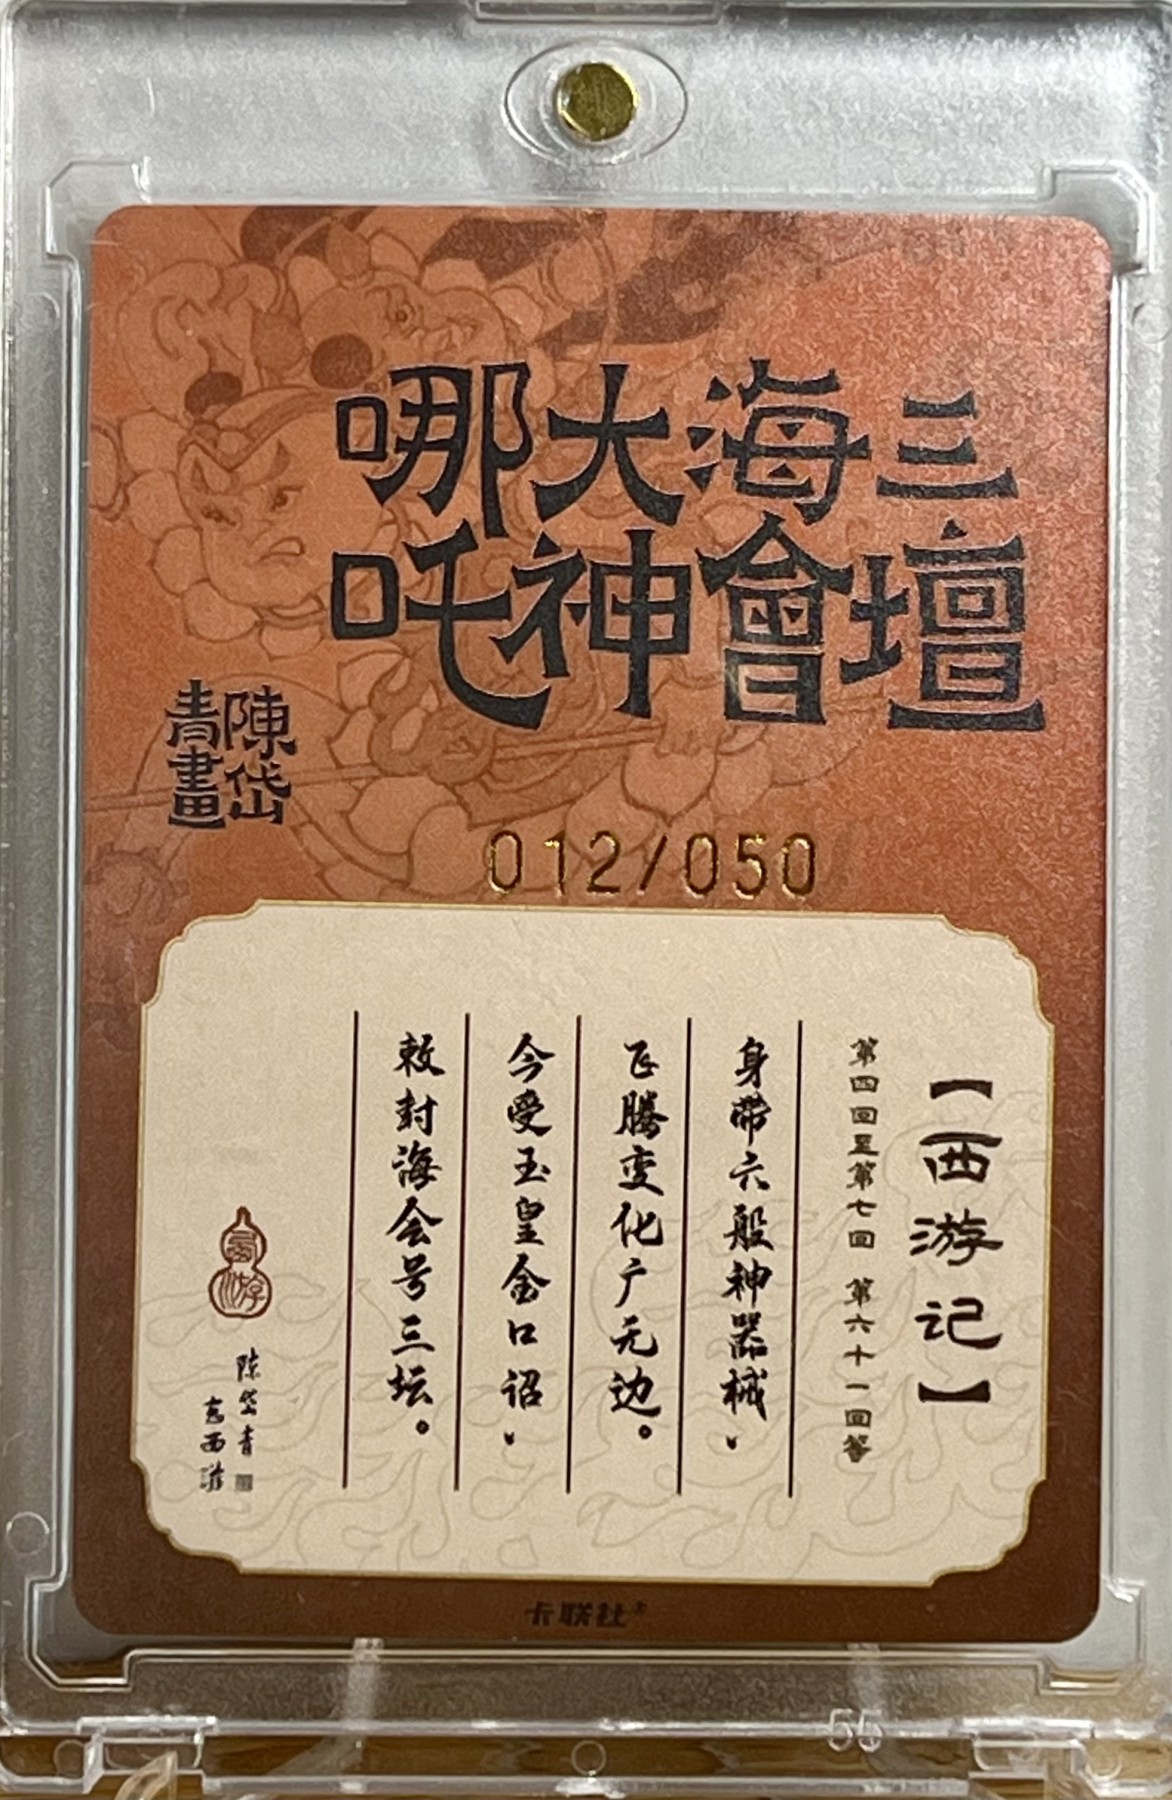 三壇
海會
大神
哪吒
陳岱
青畫
012/050
【西游记】
第四回至第七回 第六十一回等
身带六般神器械，
飞腾变化广无边。
今受玉皇金口诏，
敕封海会号三坛。
陈岱青
志西游
卡联社
56